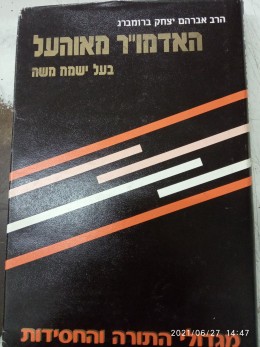 הרב אברהם יצחק ברומברג
האדמו"ר מאוהעל
בעל ישמח משה
מגדולי התורה והחסידות
2021/06/27 14:47